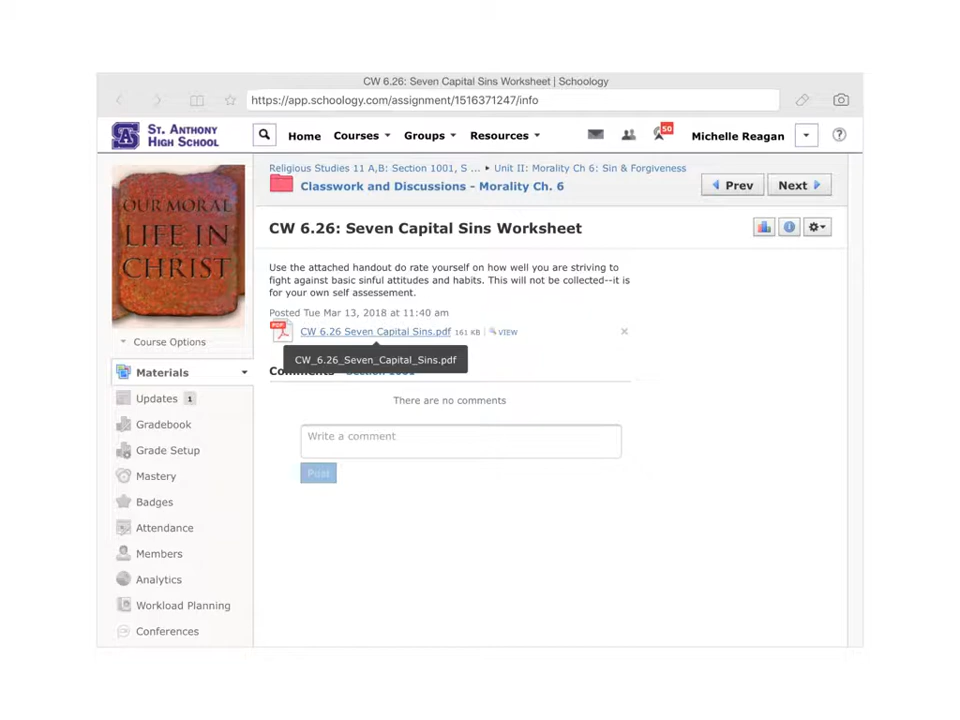 CW 6.26: Seven Capital Sins Worksheet | Schoology
https://app.schoology.com/assignment/1516371247/info
ST. ANTHONY
HIGH SCHOOL
Home
Courses
Groups
Resources
50
Michelle Reagan
Religious Studies 11 A,B: Section 1001, S ... ▸ Unit II: Morality Ch 6: Sin & Forgiveness
Classwork and Discussions - Morality Ch. 6
Prev
Next
OUR MORAL
LIFE IN
CHRIST
CW 6.26: Seven Capital Sins Worksheet
Use the attached handout do rate yourself on how well you are striving to
fight against basic sinful attitudes and habits. This will not be collected--it is
for your own self assessement.
Posted Tue Mar 13, 2018 at 11:40 am
PDF
CW 6.26 Seven Capital Sins.pdf 161 KB | VIEW
CW_6.26_Seven_Capital_Sins.pdf
Comments Section 1001
There are no comments
Write a comment
Post
Course Options
Materials
Updates 1
Gradebook
Grade Setup
Mastery
Badges
Attendance
Members
Analytics
Workload Planning
Conferences